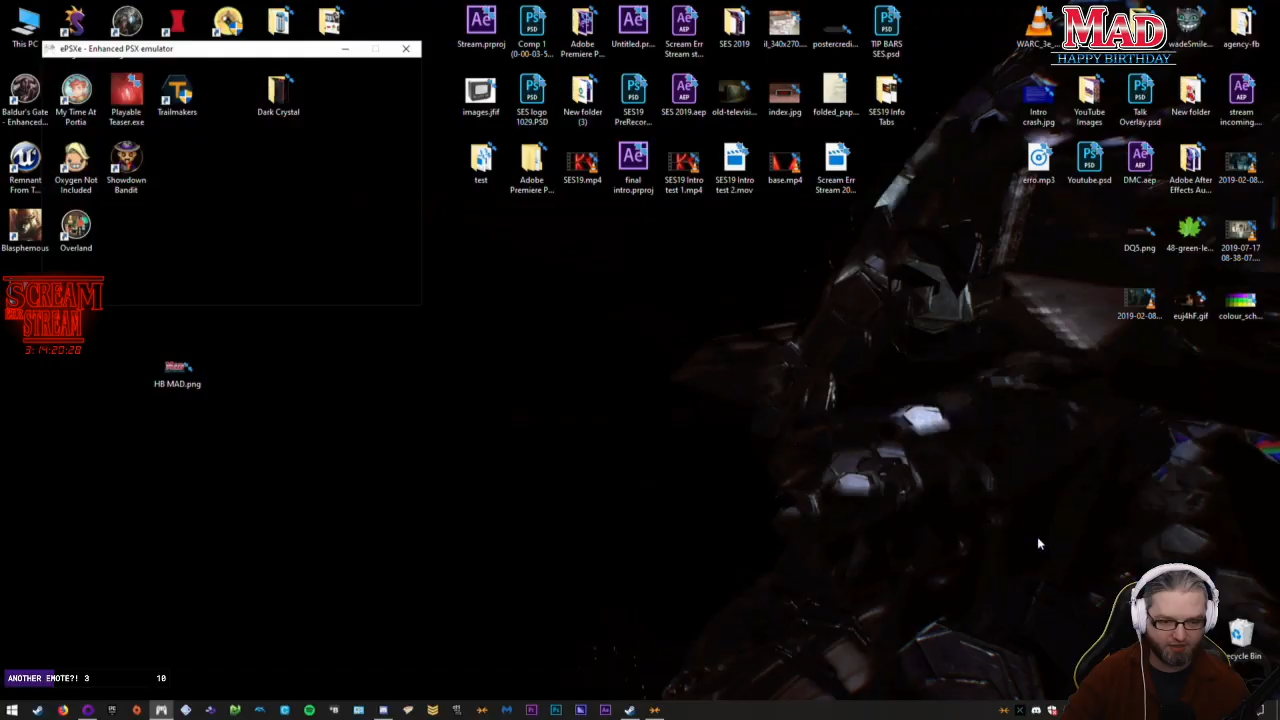 This PC
ePSXe - Enhanced PSX emulator
Stream.prproj
Comp 1
(0-00-03-5...
Adobe
Premiere P...
Untitled.pr...
Scream Err
Stream st...
SES 2019
il_340x270...
postercredi...
TIP BARS
SES.psd
WARC_3e_...
MAD
HAPPY BIRTHDAY
wadeSmile...
agency-fb
Baldur's Gate
- Enhanced...
My Time At
Portia
Playable
Teaser.exe
Trailmakers
Dark Crystal
images.jfif
SES logo
1029.PSD
New folder
(3)
SES19
PreRecor...
SES 2019.aep
old-televisi...
index.jpg
folded_pap...
SES19 Info
Tabs
Intro
crash.jpg
YouTube
Images
Talk
Overlay.psd
New folder
stream
incoming....
Remnant
From T...
Oxygen Not
Included
Showdown
Bandit
test
Adobe
Premiere P...
SES19.mp4
final
intro.prproj
SES19 Intro
test 1.mp4
SES19 Intro
test 2.mov
base.mp4
Scream Err
Stream 20...
erro.mp3
Youtube.psd
DMC.aep
Adobe After
Effects Au...
2019-02-08...
Blasphemous
Overland
DQ5.png
48-green-le...
2019-07-17
08-38-07....
SCREAM
STREAM
3:14:20:28
2019-02-08...
euj4hF.gif
colour_sch...
HB MAD.png
Recycle Bin
ANOTHER EMOTE?! 3
10